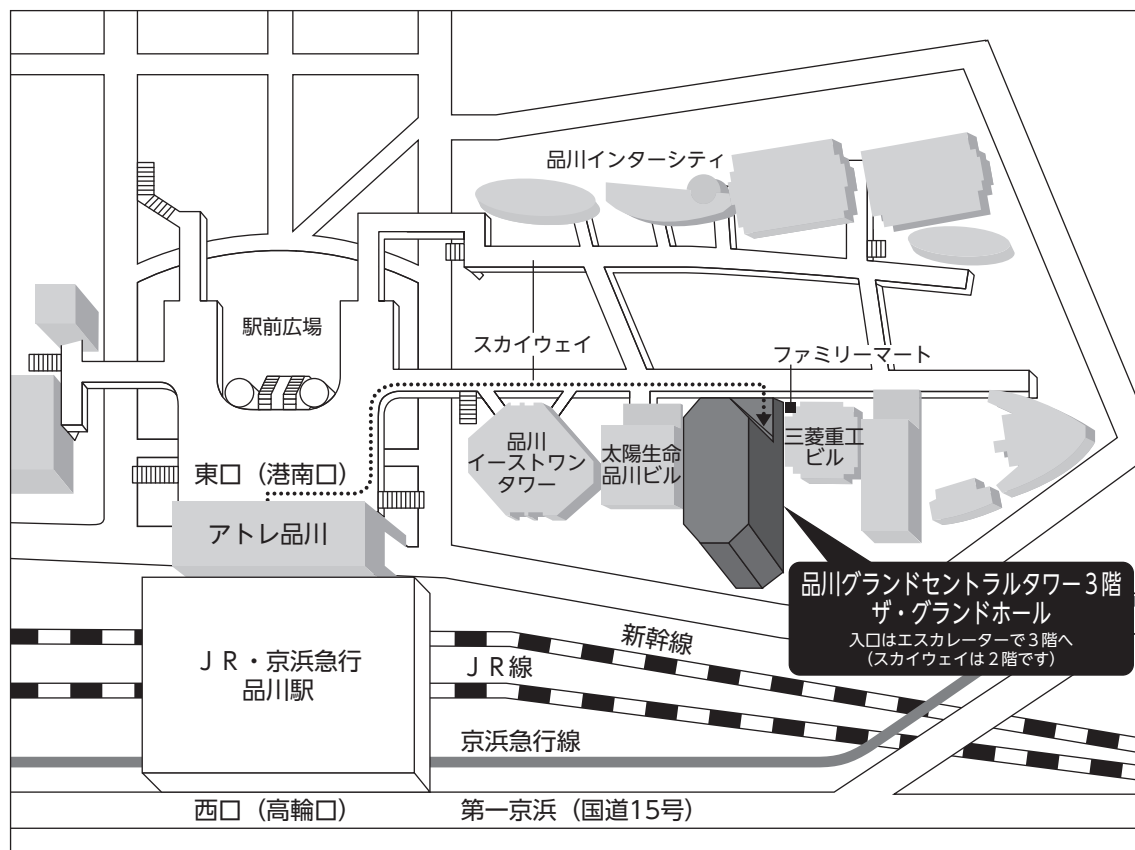 品川インターシティ
駅前広場
スカイウェイ
ファミリーマート
品川
イーストワン
タワー
太陽生命
品川ビル
三菱重工
ビル
東口（港南口）
アトレ品川
品川グランドセントラルタワー３階
ザ・グランドホール
入口はエスカレーターで３階へ
（スカイウェイは２階です）
新幹線
ＪＲ・京浜急行
品川駅
ＪＲ線
京浜急行線
西口（高輪口）
第一京浜（国道15号）